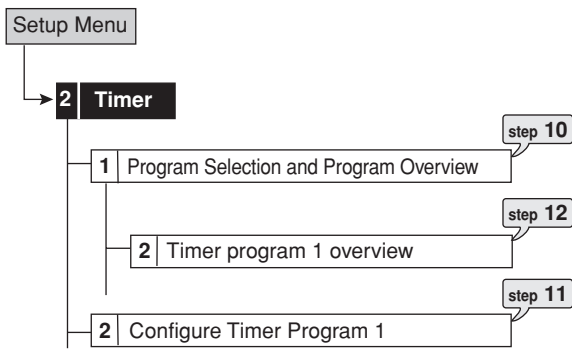 Setup Menu
2 Timer
step 10
1 Program Selection and Program Overview
step 12
2 Timer program 1 overview
step 11
2 Configure Timer Program 1